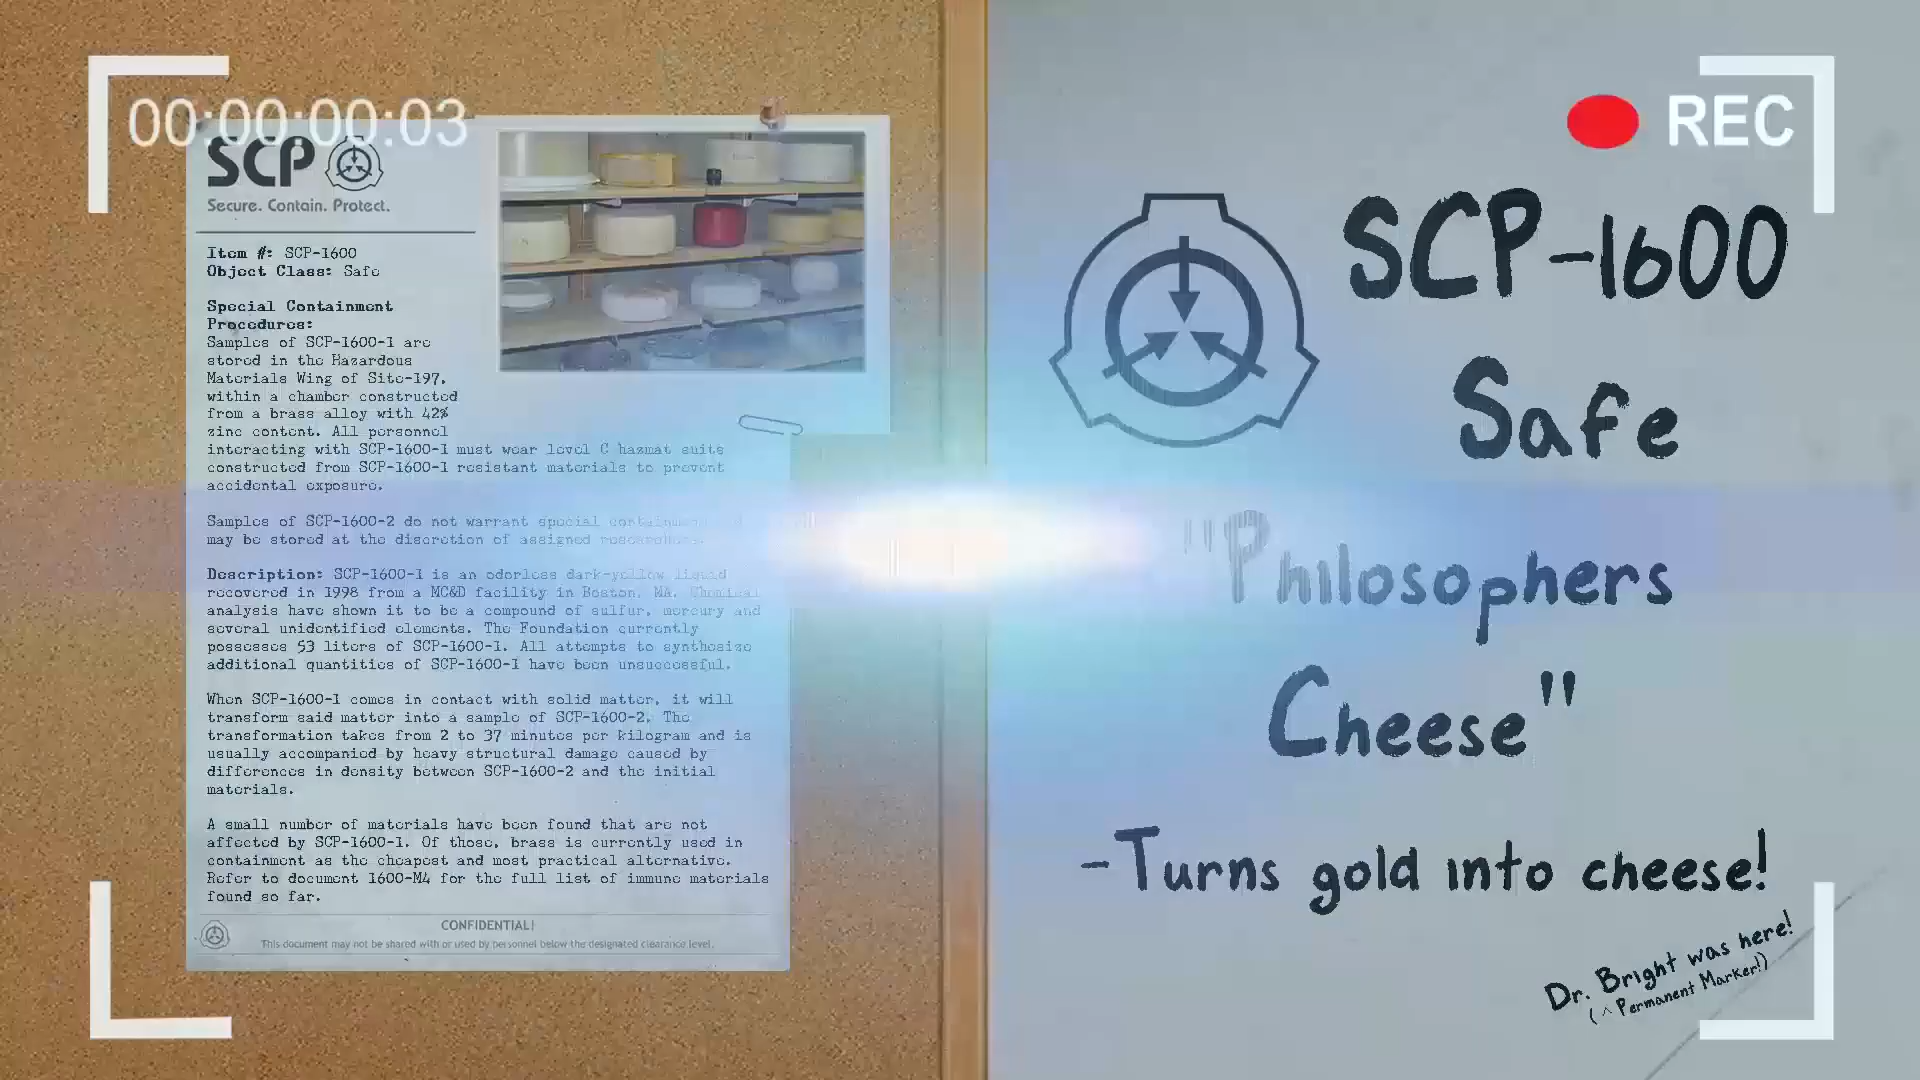 00:00:00:03
REC
SCP
Secure. Contain. Protect.
Item #: SCP-1600
Object Class: Safe
Special Containment
Procedures:
Samples of SCP-1600-1 are
stored in the Hazardous
Materials Wing of Site-197,
within a chamber constructed
from a brass alloy with 42%
zinc content. All personnel
interacting with SCP-1600-1 must wear level C hazmat suits
constructed from SCP-1600-1 resistant materials to prevent
accidental exposure.
Samples of SCP-1600-2 do not warrant special
may be stored at the discretion of assigned
Description: SCP-1600-1 is an odorless dark-yellow liquid
recovered in 1998 from a MC&D facility in Boston, MA. Chemical
analysis have shown it to be a compound of sulfur, mercury and
several unidentified elements. The Foundation currently
possesses 53 liters of SCP-1600-1. All attempts to synthesize
additional quantities of SCP-1600-1 have been unsuccessful.
When SCP-1600-1 comes in contact with solid matter, it will
transform said matter into a sample of SCP-1600-2. The
transformation takes from 2 to 37 minutes per kilogram and is
usually accompanied by heavy structural damage caused by
differences in density between SCP-1600-2 and the initial
materials.
A small number of materials have been found that are not
affected by SCP-1600-1. Of those, brass is currently used in
containment as the cheapest and most practical alternative.
Refer to document 1600-M4 for the full list of immune materials
found so far.
CONFIDENTIAL!
This document may not be shared with or used by personnel below the designated clearance level.
SCP-1600
Safe
"Philosophers
Cheese"
-Turns gold into cheese!
Dr. Bright was here!
(^ Permanent Marker!)